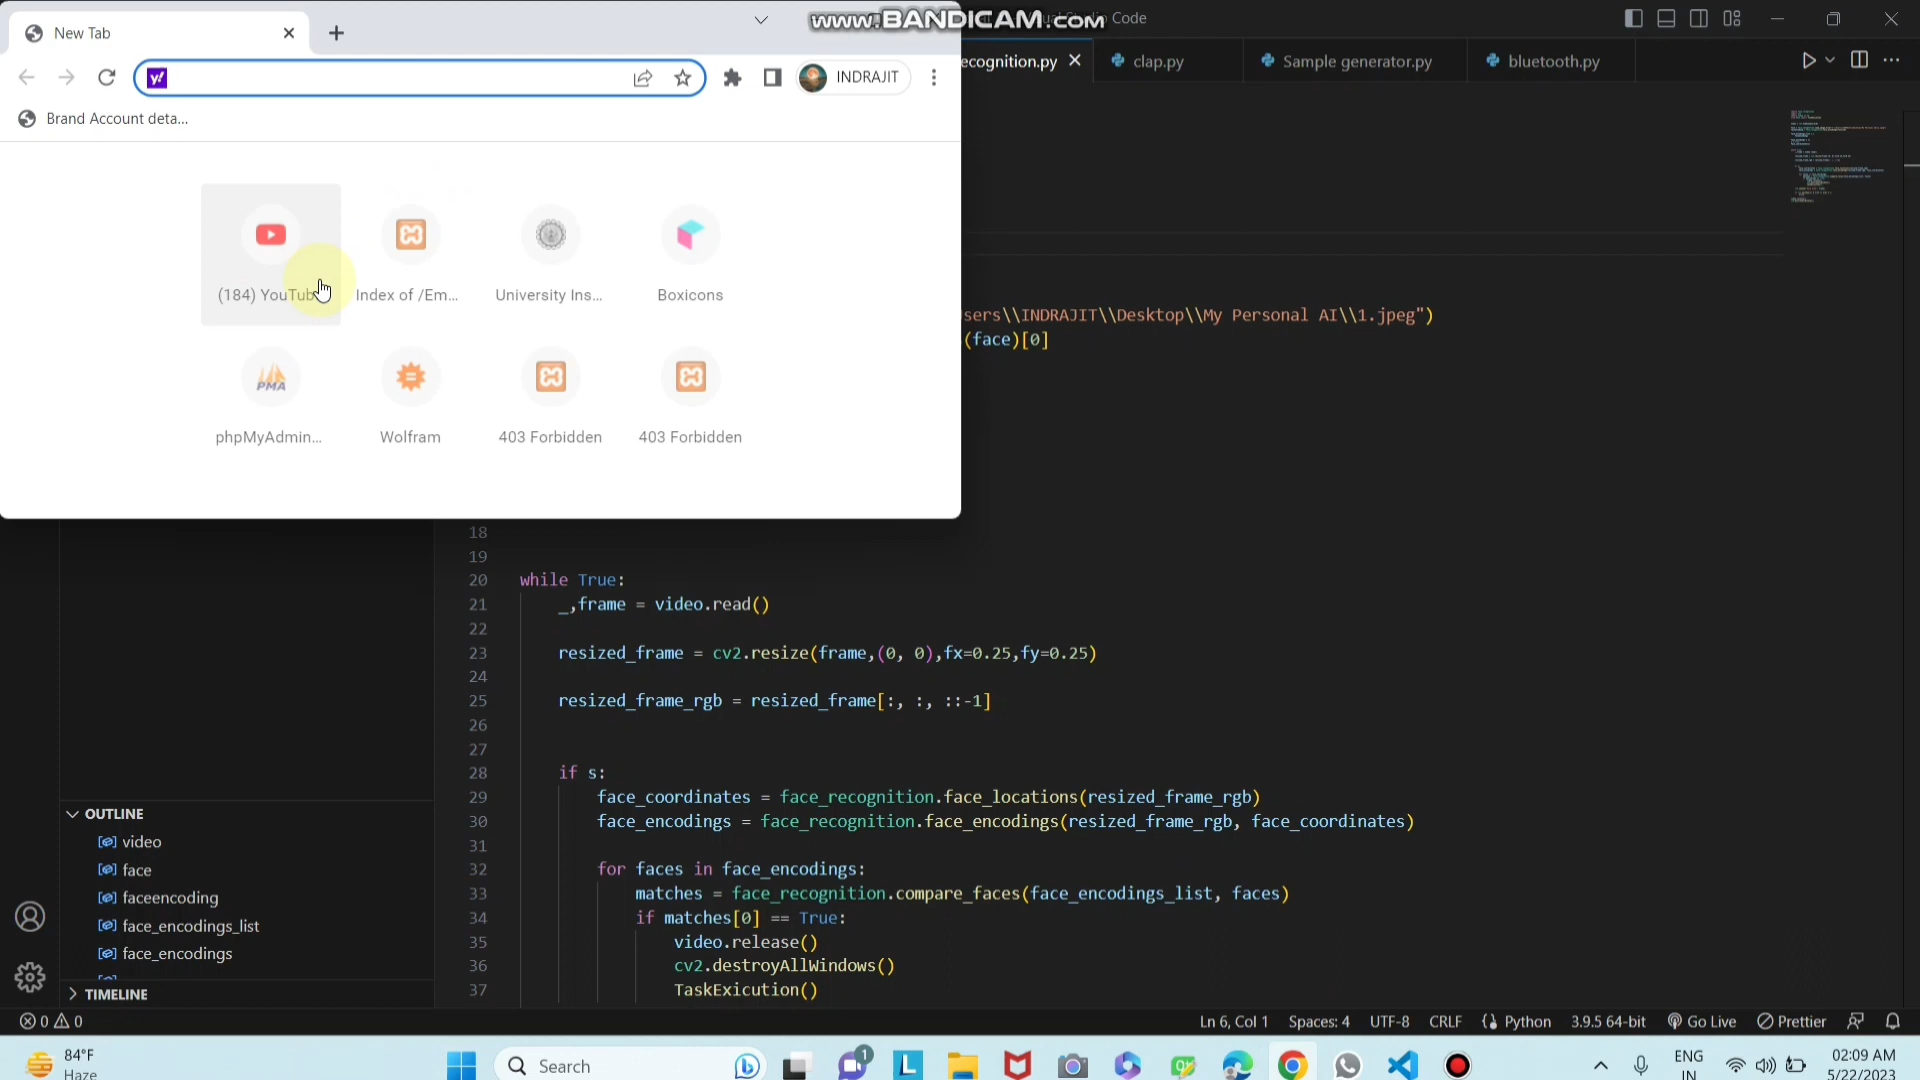 New Tab
www.BANDICAM.com
Code
INDRAJIT
Brand Account deta...
(184) YouTub
Index of /Em...
University Ins...
Boxicons
phpMyAdmin...
Wolfram
403 Forbidden
403 Forbidden
ecognition.py
clap.py
Sample generator.py
bluetooth.py
sers\\INDRAJIT\\Desktop\\My Personal AI\\1.jpeg")
(face)[0]
18
19
20 while True:
21 _,frame = video.read()
22
23 resized_frame = cv2.resize(frame,(0, 0),fx=0.25,fy=0.25)
24
25 resized_frame_rgb = resized_frame[:, :, ::-1]
26
27
28 if s:
29 face_coordinates = face_recognition.face_locations(resized_frame_rgb)
30 face_encodings = face_recognition.face_encodings(resized_frame_rgb, face_coordinates)
31
32 for faces in face_encodings:
33 matches = face_recognition.compare_faces(face_encodings_list, faces)
34 if matches[0] == True:
35 video.release()
36 cv2.destroyAllWindows()
37 TaskExicution()
OUTLINE
video
face
faceencoding
face_encodings_list
face_encodings
TIMELINE
0 0
Ln 6, Col 1
Spaces: 4
UTF-8
CRLF
Python
3.9.5 64-bit
Go Live
Prettier
84°F
Haze
Search
1
ENG
IN
02:09 AM
5/22/2023